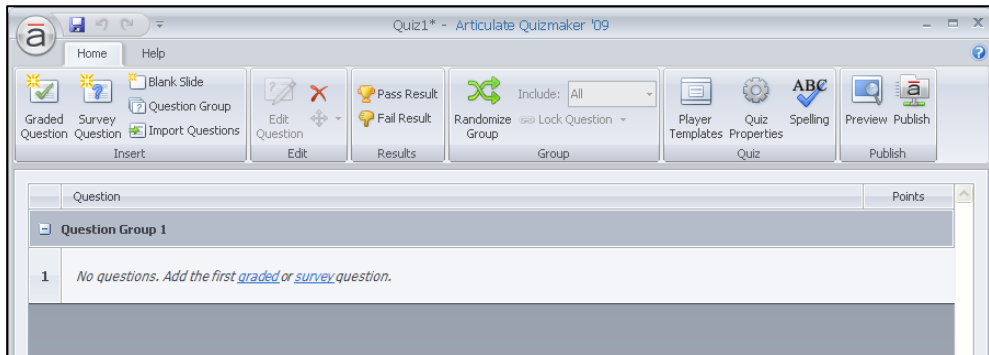 Quiz1* - Articulate Quizmaker '09
Home Help
Graded Question
Survey Question
Blank Slide
Question Group
Import Questions
Insert
Edit Question
Edit
Pass Result
Fail Result
Results
Randomize Group
Include: All
Lock Question
Group
Player Templates
Quiz Properties
ABC
Spelling
Quiz
Preview
Publish
Publish
Question Points
Question Group 1
1 No questions. Add the first graded or survey question.